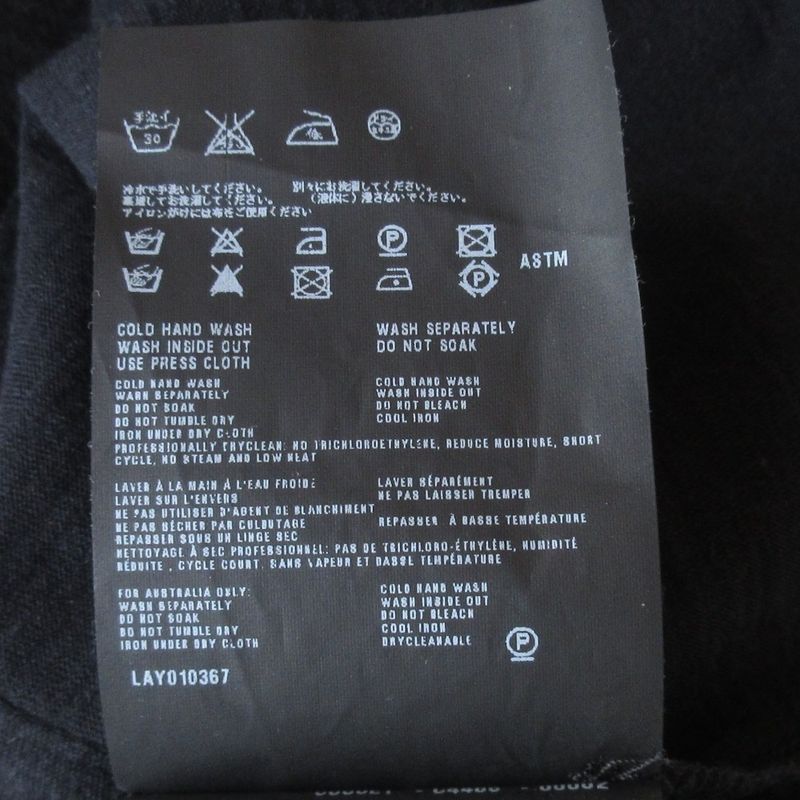 手洗イ
30
冷水で手洗いしてください。 別々にお洗濯してください。
裏返してお洗濯してください。 (液体に)浸さないでください。
アイロンがけには布をご使用ください
P
ASTM
P
COLD HAND WASH WASH SEPARATELY
WASH INSIDE OUT DO NOT SOAK
USE PRESS CLOTH
COLD HAND WASH COLD HAND WASH
WASH SEPARATELY WASH INSIDE OUT
DO NOT SOAK DO NOT BLEACH
DO NOT TUMBLE DRY COOL IRON
IRON UNDER DRY CLOTH
PROFESSIONALLY DRYCLEAN: NO TRICHLOROETHYLENE, REDUCE MOISTURE, SHORT
CYCLE, NO STEAM AND LOW HEAT
LAVER À LA MAIN À L'EAU FROIDE LAVER SÉPARÉMENT
LAVER SUR L'ENVERS NE PAS LAISSER TREMPER
NE PAS UTILISER D'AGENT DE BLANCHIMENT
NE PAS SÉCHER PAR CULBUTAGE REPASSER À BASSE TEMPÉRATURE
REPASSER SOUS UN LINGE SEC
NETTOYAGE À SEC PROFESSIONNEL: PAS DE TRICHLORO-ÉTHYLÈNE, HUMIDITÉ
RÉDUITE , CYCLE COURT, SANS VAPEUR ET BASSE TEMPÉRATURE
FOR AUSTRALIA ONLY: COLD HAND WASH
WASH SEPARATELY WASH INSIDE OUT
DO NOT SOAK DO NOT BLEACH
DO NOT TUMBLE DRY COOL IRON
IRON UNDER DRY CLOTH DRYCLEANABLE
P
LAY010367